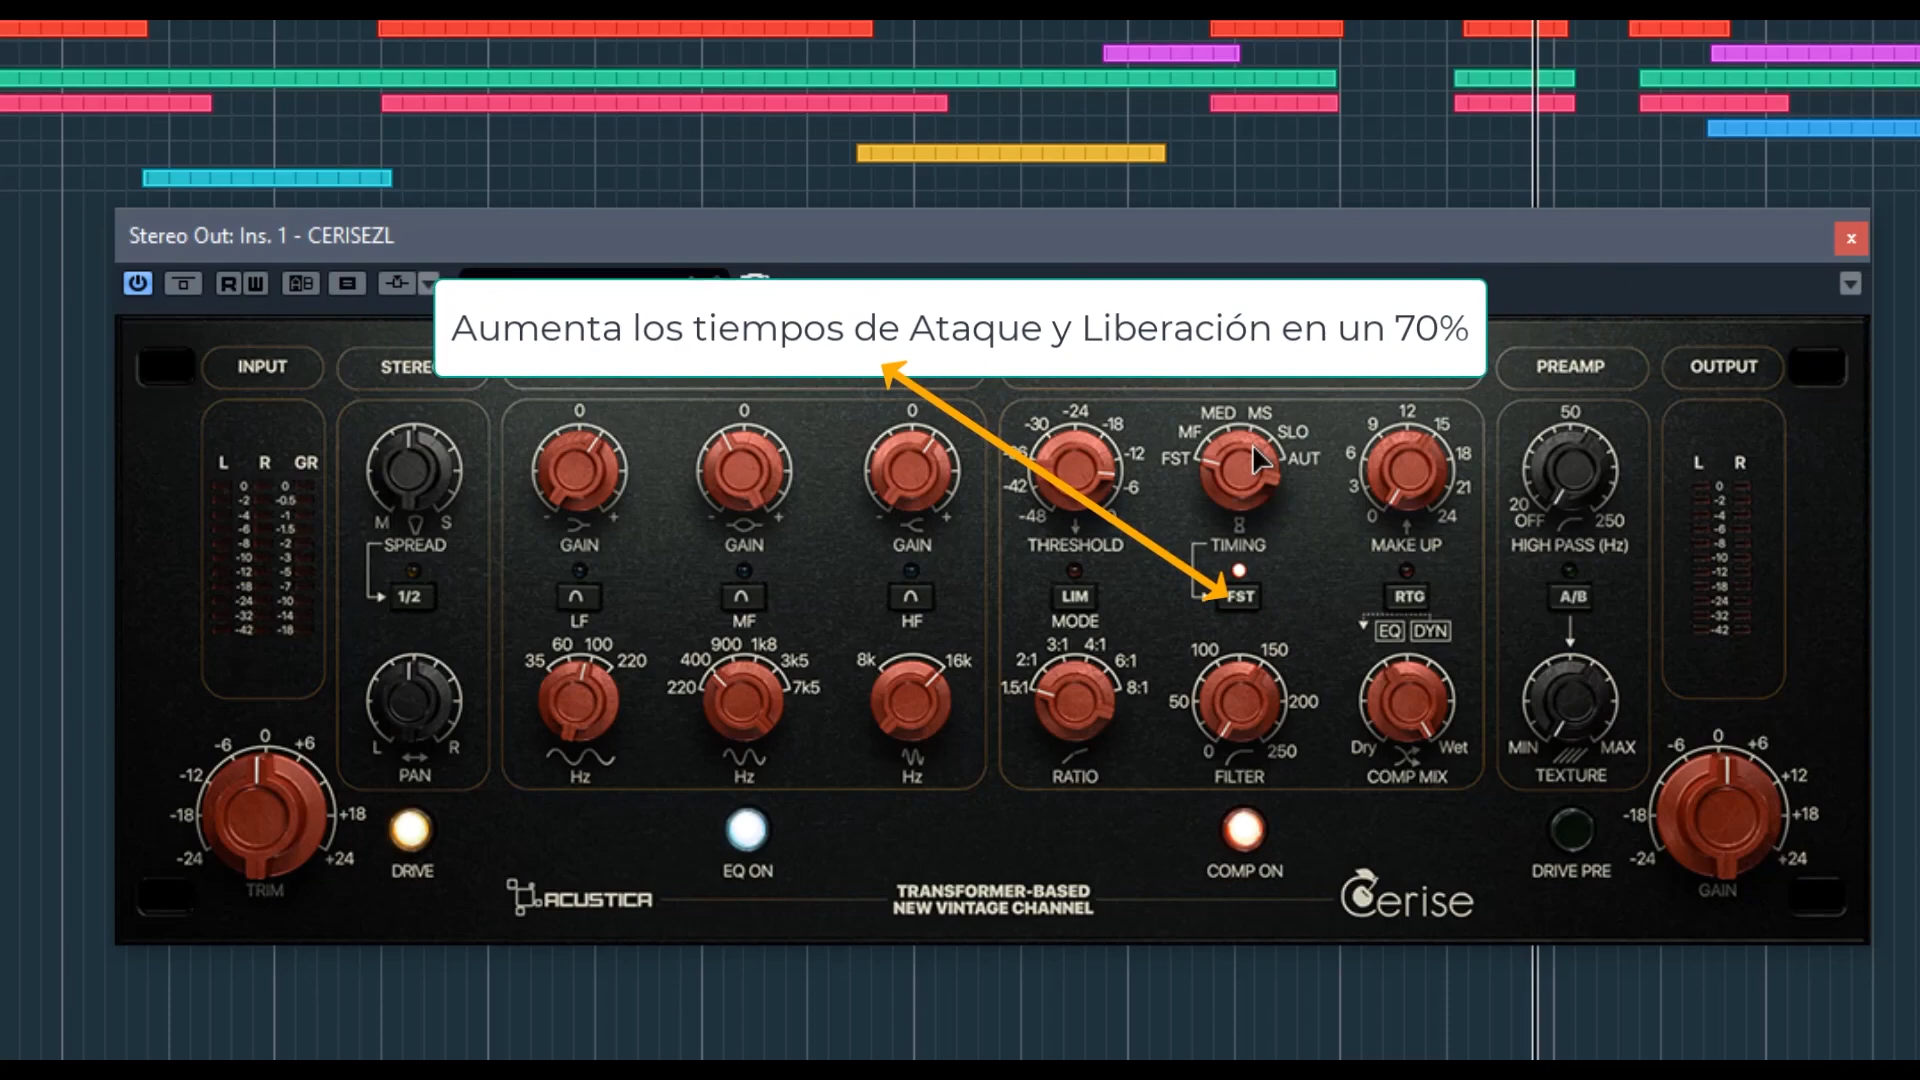 Stereo Out: Ins. 1 - CERISEZL
x
R W
Aumenta los tiempos de Ataque y Liberación en un 70%
INPUT
PREAMP
OUTPUT
L R GR
0 0
-2 -0.5
-4 -1
-6 -1.5
-8 -2
-10 -3
-12 -5
-18 -7
-24 -10
-32 -14
-42 -18
M S
SPREAD
1/2
L R
PAN
-6 0 +6
-12
-18 +18
-24 +24
TRIM
DRIVE
0
- +
GAIN
LF
60 100
35 220
Hz
0
- +
GAIN
MF
900 1k8
400 3k5
220 7k5
Hz
0
- +
GAIN
HF
8k 16k
Hz
EQ ON
-24
-30 -18
-12
-42 -6
-48
THRESHOLD
LIM
MODE
3:1 4:1
2:1 6:1
1.5:1 8:1
RATIO
MED MS
MF SLO
FST AUT
TIMING
FST
100 150
50 200
0 250
FILTER
COMP ON
12
9 15
6 18
3 21
0 24
MAKE UP
RTG
EQ DYN
Dry Wet
COMP MIX
50
20
OFF 250
HIGH PASS (Hz)
A/B
MIN MAX
TEXTURE
DRIVE PRE
L R
0
-2
-4
-6
-8
-10
-12
-18
-24
-32
-42
-6 0 +6
+12
-18 +18
-24 +24
GAIN
ACUSTICA
TRANSFORMER-BASED
NEW VINTAGE CHANNEL
Cerise